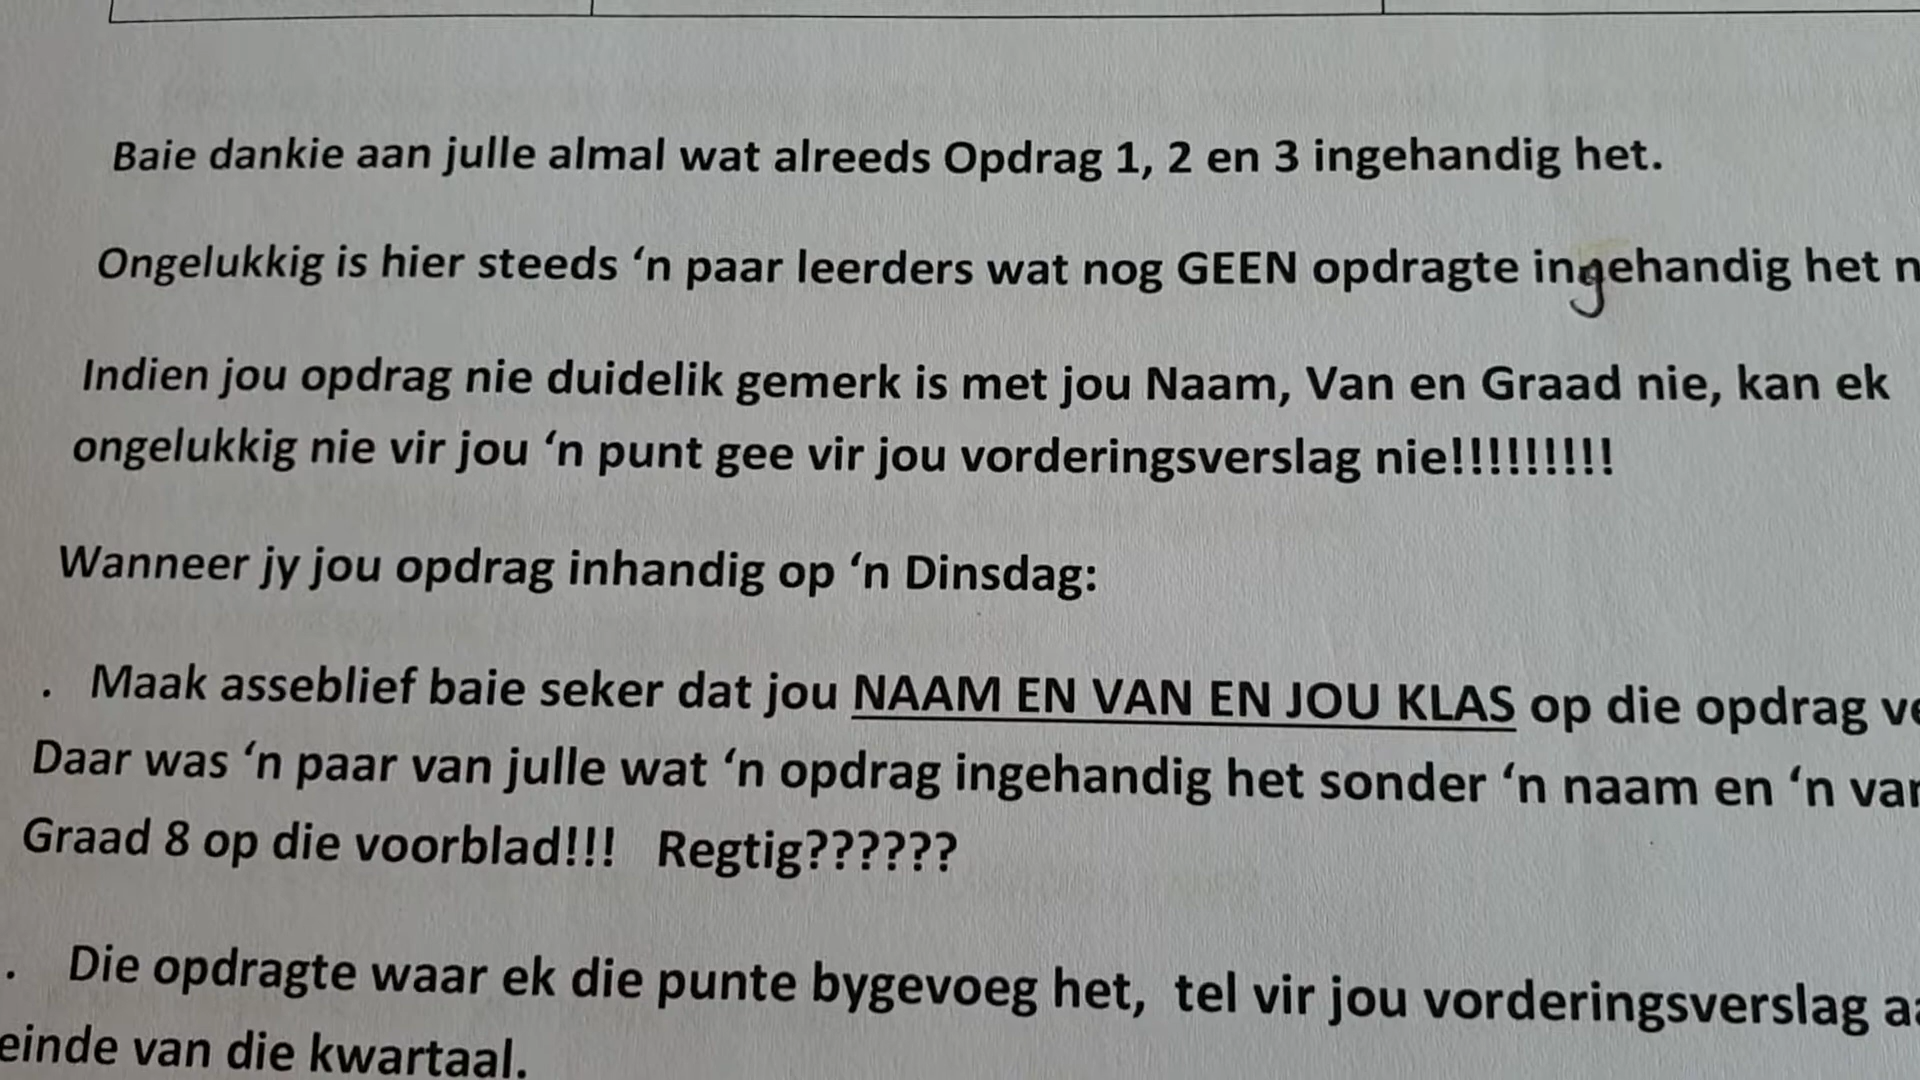 Baie dankie aan julle almal wat alreeds Opdrag 1, 2 en 3 ingehandig het.
Ongelukkig is hier steeds ‘n paar leerders wat nog GEEN opdragte ingehandig het
Indien jou opdrag nie duidelik gemerk is met jou Naam, Van en Graad nie, kan ek
ongelukkig nie vir jou ‘n punt gee vir jou vorderingsverslag nie!!!!!!!!!
Wanneer jy jou opdrag inhandig op ‘n Dinsdag:
. Maak asseblief baie seker dat jou NAAM EN VAN EN JOU KLAS op die opdrag
Daar was ‘n paar van julle wat ‘n opdrag ingehandig het sonder ‘n naam en ‘n
Graad 8 op die voorblad!!! Regtig??????
. Die opdragte waar ek die punte bygevoeg het, tel vir jou vorderingsverslag
einde van die kwartaal.